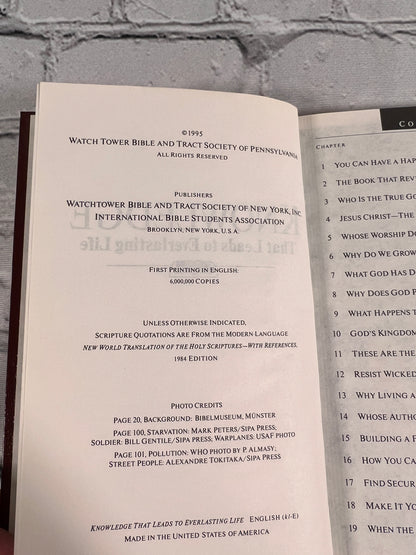 ©1995
WATCH TOWER BIBLE AND TRACT SOCIETY OF PENNSYLVANIA
ALL RIGHTS RESERVED
PUBLISHERS
WATCHTOWER BIBLE AND TRACT SOCIETY OF NEW YORK, INC.
INTERNATIONAL BIBLE STUDENTS ASSOCIATION
BROOKLYN, NEW YORK, U.S.A.
FIRST PRINTING IN ENGLISH:
6,000,000 COPIES
UNLESS OTHERWISE INDICATED,
SCRIPTURE QUOTATIONS ARE FROM THE MODERN LANGUAGE
NEW WORLD TRANSLATION OF THE HOLY SCRIPTURES—WITH REFERENCES,
1984 EDITION
PHOTO CREDITS
PAGE 20, BACKGROUND: BIBELMUSEUM, MÜNSTER
PAGE 100, STARVATION: MARK PETERS/SIPA PRESS;
SOLDIER: BILL GENTILE/SIPA PRESS; WARPLANES: USAF PHOTO
PAGE 101, POLLUTION: WHO PHOTO BY P. ALMASY;
STREET PEOPLE: ALEXANDRE TOKITAKA/SIPA PRESS
KNOWLEDGE THAT LEADS TO EVERLASTING LIFE ENGLISH (kl-E)
MADE IN THE UNITED STATES OF AMERICA
CO
CHAPTER
1 YOU CAN HAVE A HA
2 THE BOOK THAT REV
3 WHO IS THE TRUE GO
4 JESUS CHRIST—THE
5 WHOSE WORSHIP DO
6 WHY DO WE GROW
7 WHAT HAS GOD D
8 WHY DOES GOD P
9 WHAT HAPPENS T
10 GOD'S KINGDOM
11 THESE ARE THE
12 RESIST WICKED
13 WHY LIVING A
14 WHOSE AUTHO
15 BUILDING A F
16 HOW YOU CA
17 FIND SECUR
18 MAKE IT YO
19 WHEN THE